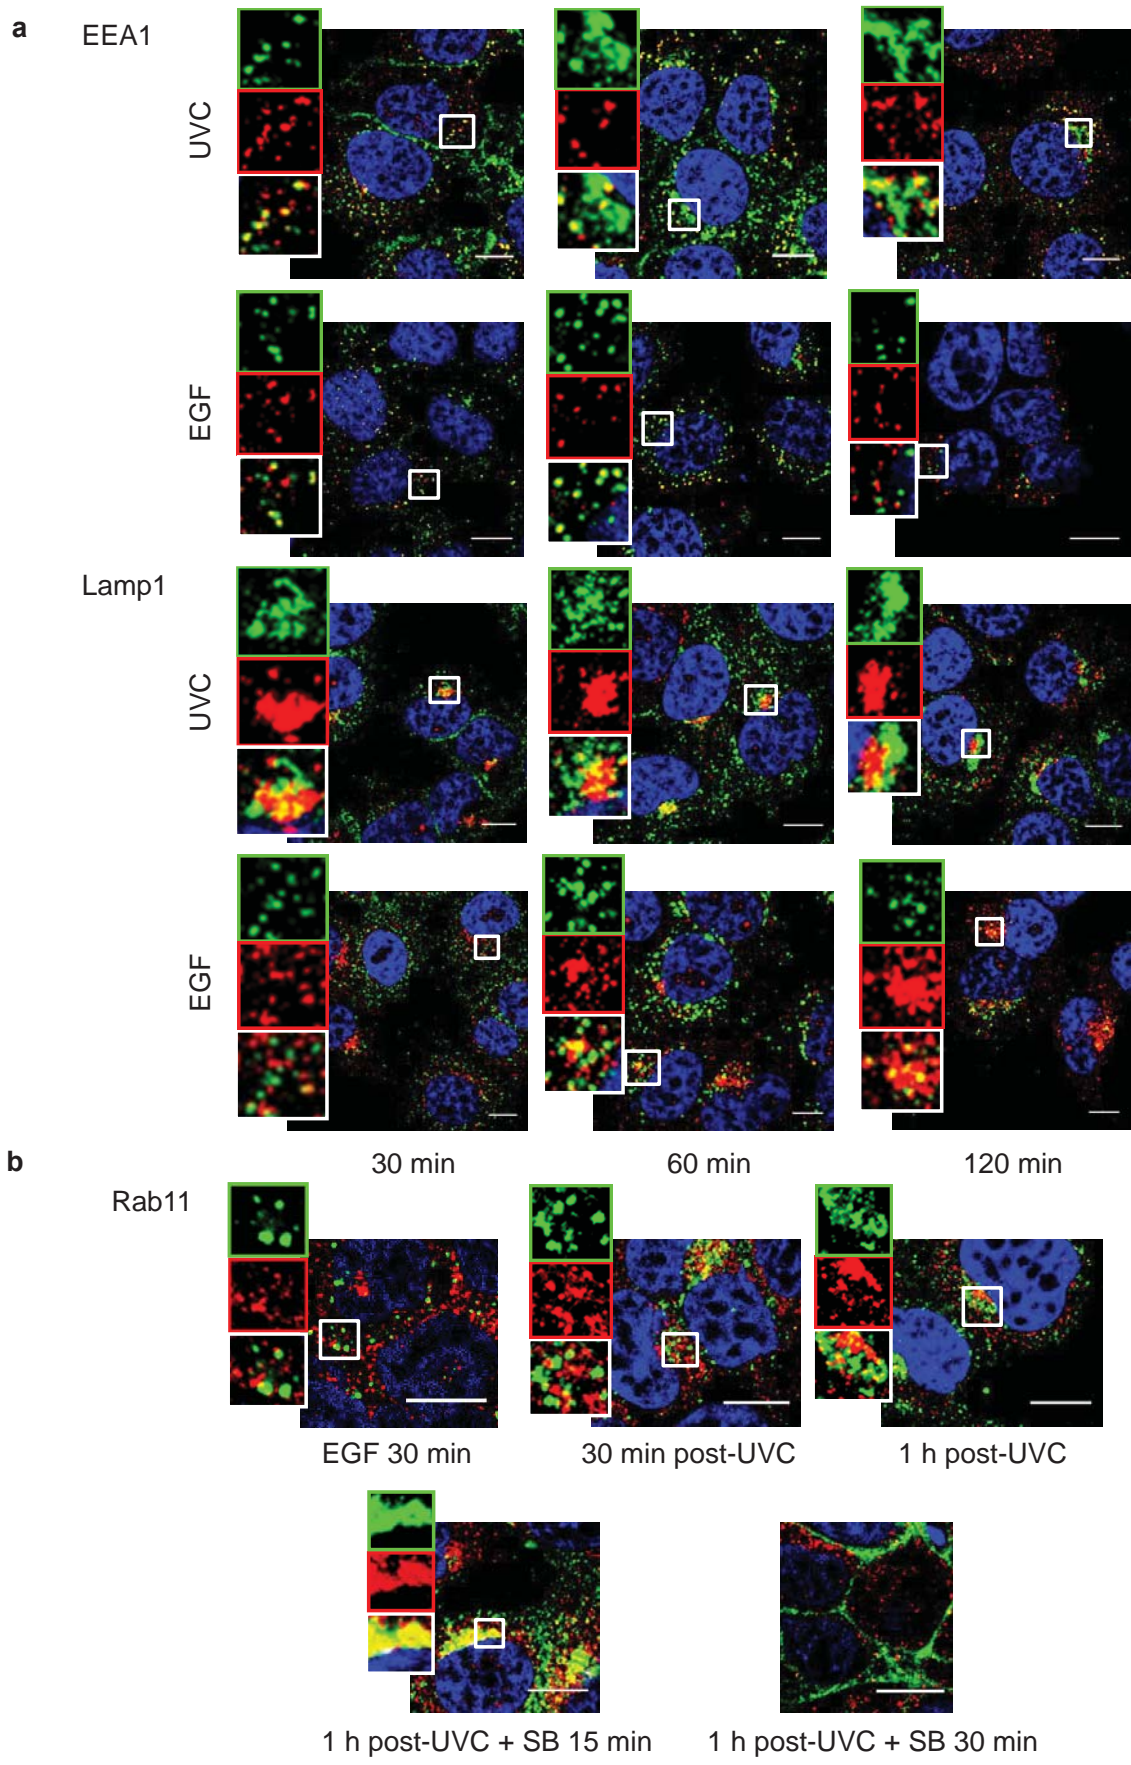 a
EEA1
UVC
EGF
Lamp1
UVC
EGF
30 min 60 min 120 min
b
Rab11
EGF 30 min 30 min post-UVC 1 h post-UVC
1 h post-UVC + SB 15 min 1 h post-UVC + SB 30 min